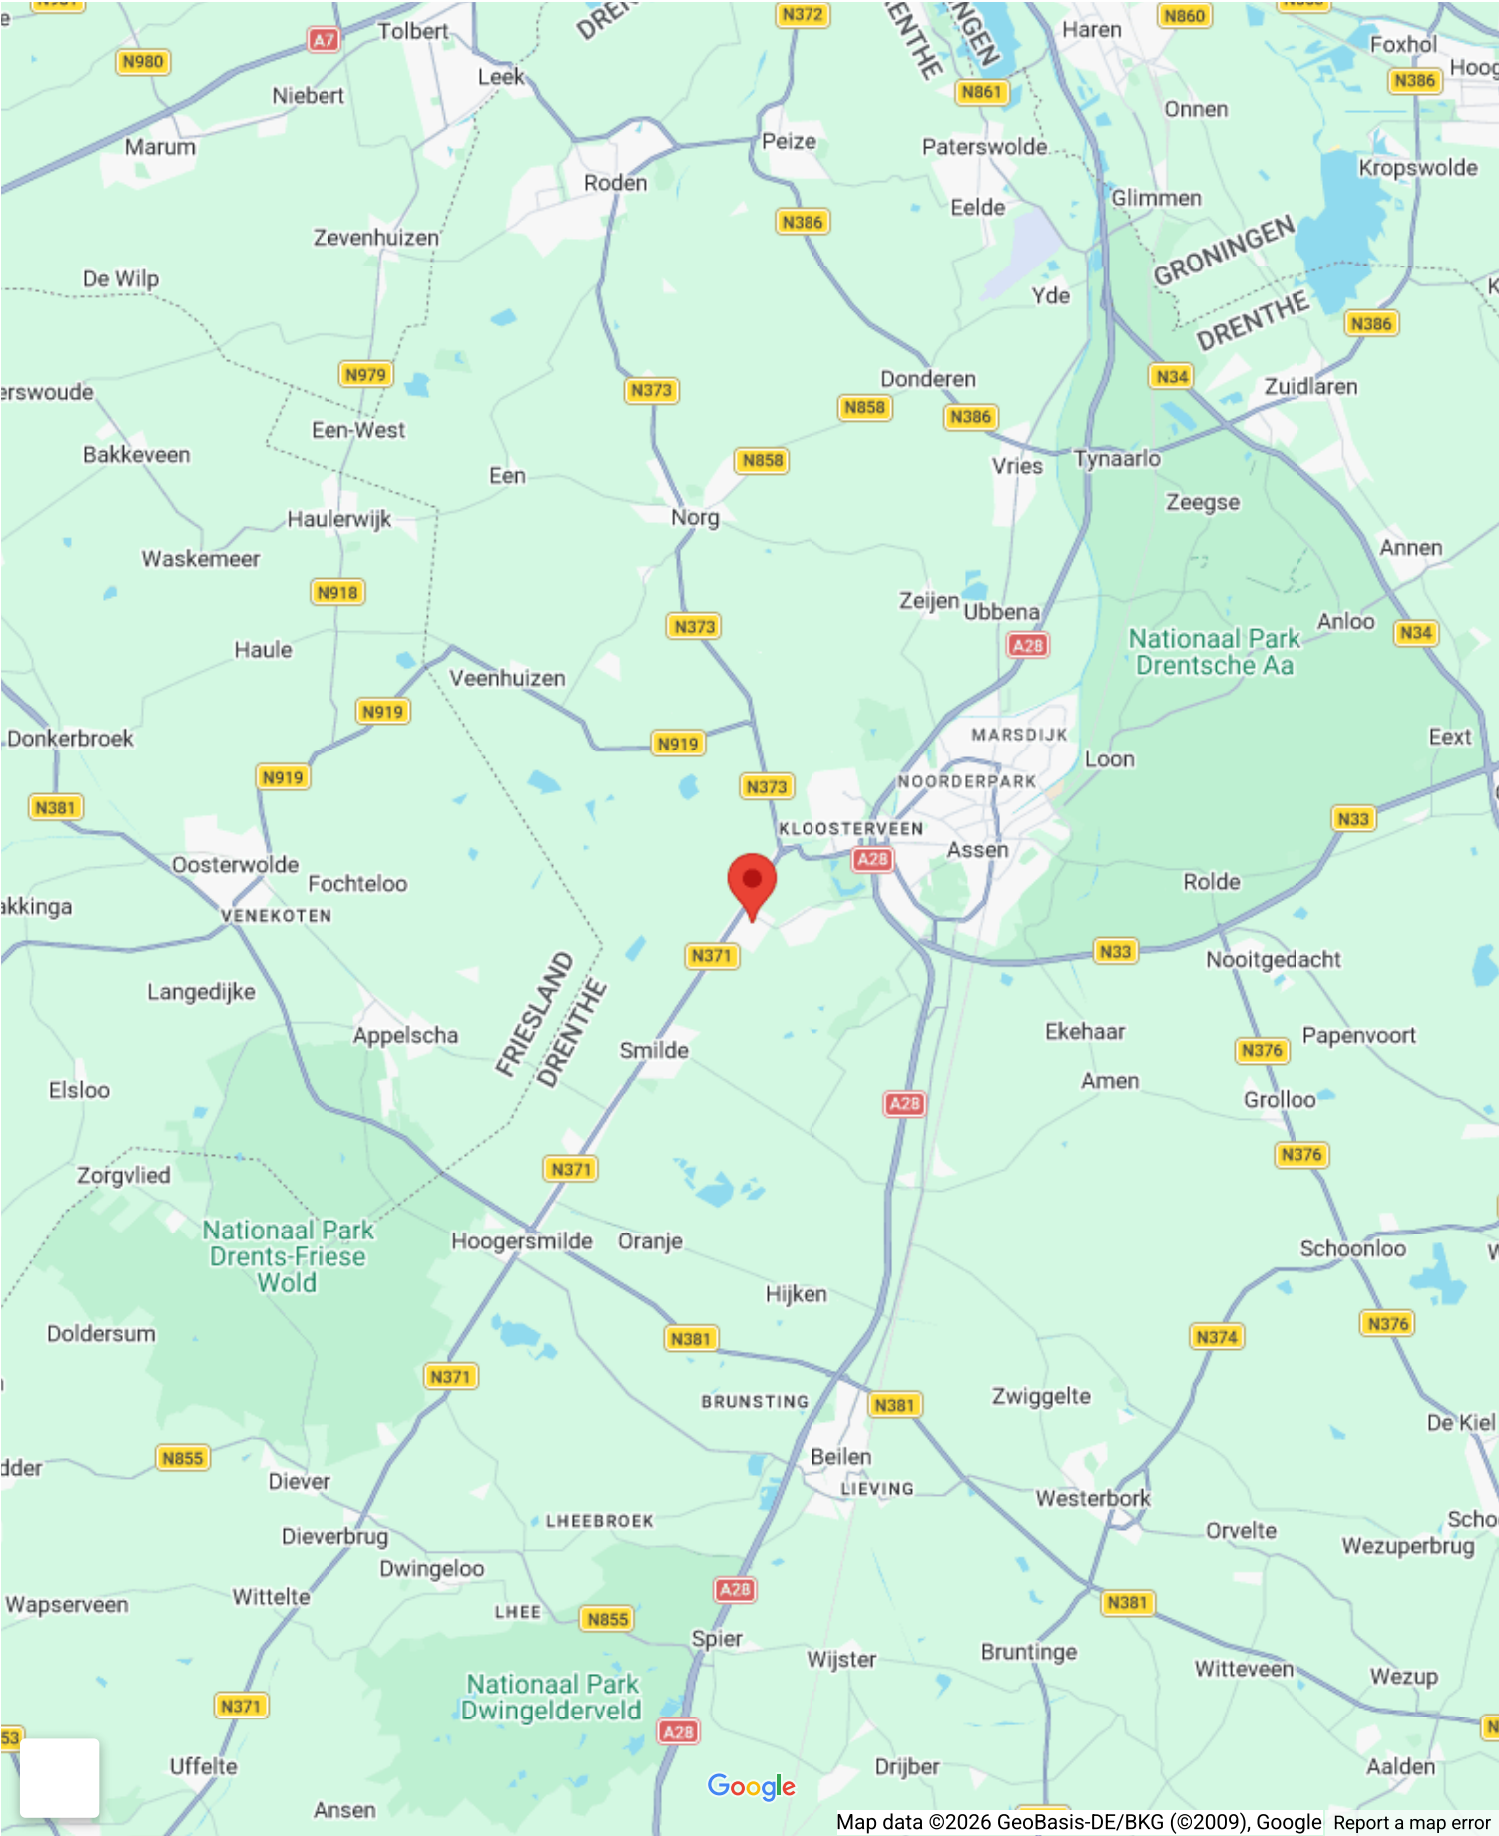 N372
N860
Tolbert
A7
Haren
Foxhol
N980
Leek
N386
Niebert
N861
Onnen
Marum
Peize
Paterswolde
Kropswolde
Roden
Glimmen
Eelde
N386
Zevenhuizen
GRONINGEN
De Wilp
Yde
DRENTHE
N386
N979
N373
Donderen
N34
Zuidlaren
erswoude
N858
N386
Een-West
Bakkeveen
N858
Vries
Tynaarlo
Een
Zeegse
Haulerwijk
Norg
Annen
Waskemeer
N918
Zeijen
Ubbena
Anloo
N373
N34
Haule
A28
Nationaal Park
Drentsche Aa
Veenhuizen
N919
Donkerbroek
N919
MARSDIJK
Eext
Loon
N919
N373
NOORDERPARK
N381
N33
KLOOSTERVEEN
Assen
Oosterwolde
A28
Fochteloo
Rolde
akkinga
VENEKOTEN
N371
N33
Nooitgedacht
Langedijke
FRIESLAND
DRENTHE
Appelscha
Smilde
Ekehaar
N376
Papenvoort
Elsloo
Amen
Grolloo
A28
N371
N376
Zorgvlied
Nationaal Park
Drents-Friese
Wold
Hoogersmilde
Oranje
Schoonloo
Hijken
Doldersum
N381
N374
N376
N371
BRUNSTING
N381
Zwiggelte
De Kiel
N855
Beilen
dder
Diever
LIEVING
Westerbork
LHEEBROEK
Scho
Dieverbrug
Orvelte
Wezuperbrug
Dwingeloo
A28
Wapserveen
Wittelte
LHEE
N855
N381
Spier
Wijster
Bruntinge
Witteveen
Wezup
Nationaal Park
Dwingelderveld
N371
A28
53
Uffelte
Drijber
Aalden
Google
Ansen
Map data ©2026 GeoBasis-DE/BKG (©2009), Google
Report a map error